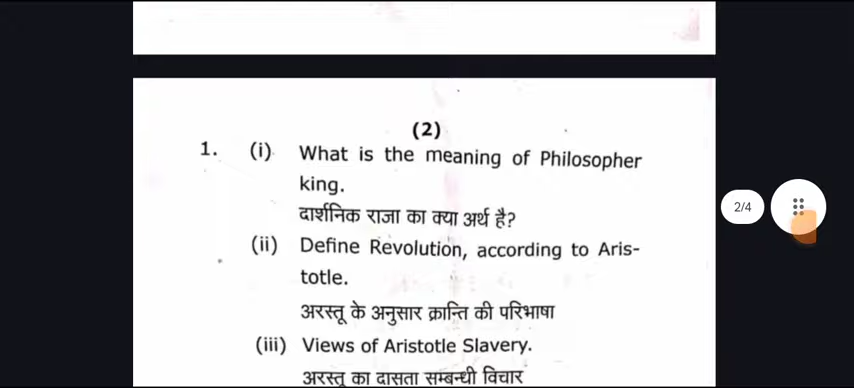 (2)
1. (i) What is the meaning of Philosopher
king.
दार्शनिक राजा का क्या अर्थ है?
2/4
(ii) Define Revolution, according to Aris-
totle.
अरस्तू के अनुसार क्रान्ति की परिभाषा
(iii) Views of Aristotle Slavery.
अरस्तू का दासता सम्बन्धी विचार